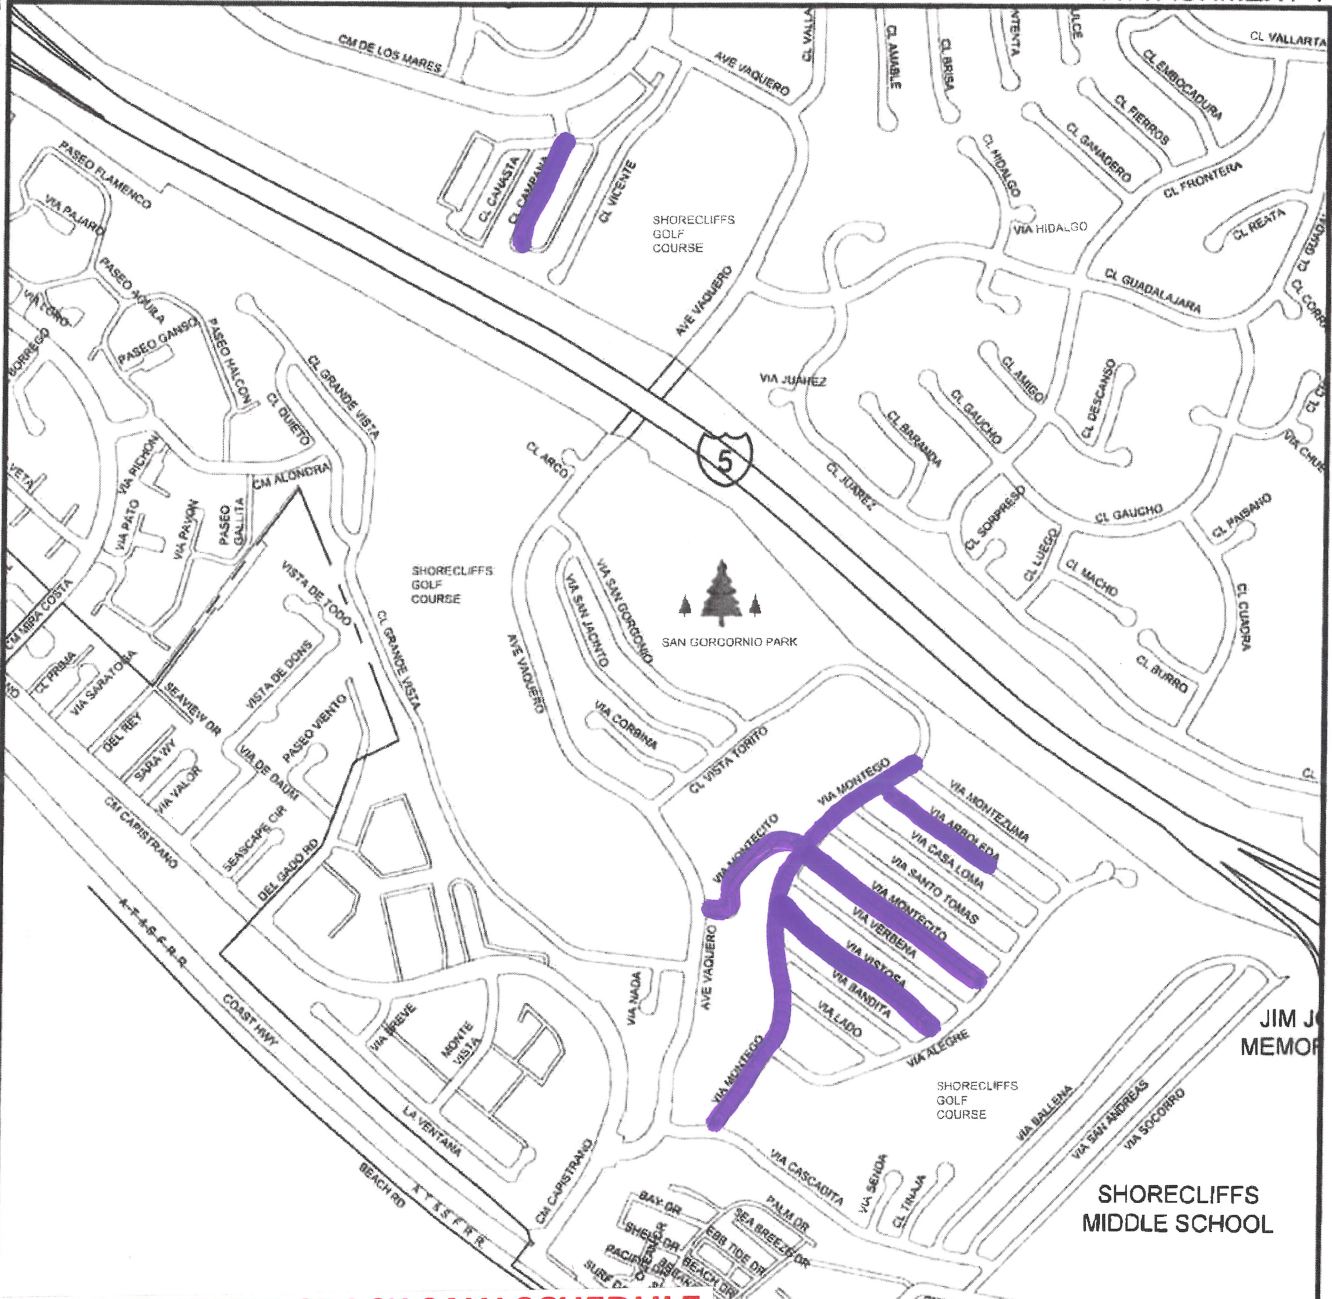 CM DE LOS MARES
AVE VAQUERO
CL AMABLE
CL BRISA
CL VALLARTA
CL EMBOCADURA
CL FIERROS
CL GANADERO
CL HIDALGO
CL FRONTERA
PASEO FLAMENCO
VIA PAJARO
CL CANASTA
CL CAMPANA
CL VICENTE
SHORECLIFFS
GOLF
COURSE
VIA HIDALGO
CL REATA
CL GUADALAJARA
PASEO AGUILA
PASEO GANSO
PASEO HALCON
AVE VAQUERO
CL GRANDE VISTA
CL QUIETO
VIA JUAREZ
CL AMIGO
CL DESCANSO
CL GAUCHO
CL BARANDA
CL ARCO
5
CL JUAREZ
VIA PICHON
CM ALONDRA
VIA PATO
VIA PAVON
PASEO
GALLITA
CL SORPRESO
CL GAUCHO
CL PAISANO
CL LUEGO
CL MACHO
CL CUADRA
CL BURRO
SHORECLIFFS
GOLF
COURSE
VISTA DE TODO
VIA SAN GORGONIO
VIA SAN JACINTO
SAN GORGORNIO PARK
CM MIRA COSTA
CL GRANDE VISTA
AVE VAQUERO
CL PRIMA
VIA SARATOGA
SEAVIEW DR
VISTA DE DONS
DEL REY
SARA WY
VIA VALOR
PASEO VIENTO
VIA DE DAUM
VIA CORBINA
CL VISTA TORITO
CM CAPISTRANO
SEASCAPE CIR
DEL GADO RD
VIA MONTEGO
VIA MONTEZUMA
VIA ARBOLEDA
VIA CASA LOMA
VIA SANTO TOMAS
VIA MONTECITO
VIA MONTECITO
VIA VERBENA
VIA VISTOSA
VIA BANDITA
VIA LADO
VIA ALEGRE
AVE VAQUERO
VIA NADA
A T & S F R R
COAST HWY
VIA BREVE
MONTE
VISTA
VIA MONTEGO
JIM
SHORECLIFFS
GOLF
COURSE
VIA BALLENA
VIA SAN ANDREAS
VIA SOCORRO
LA VENTANA
BEACH RD
A T & S F R R
CM CAPISTRANO
VIA CASCADITA
VIA SENDA
CL TINAJA
SHORECLIFFS
MIDDLE SCHOOL
BAY DR
PALM DR
SEA BREEZE DR
EBB TIDE DR
BEACH DR